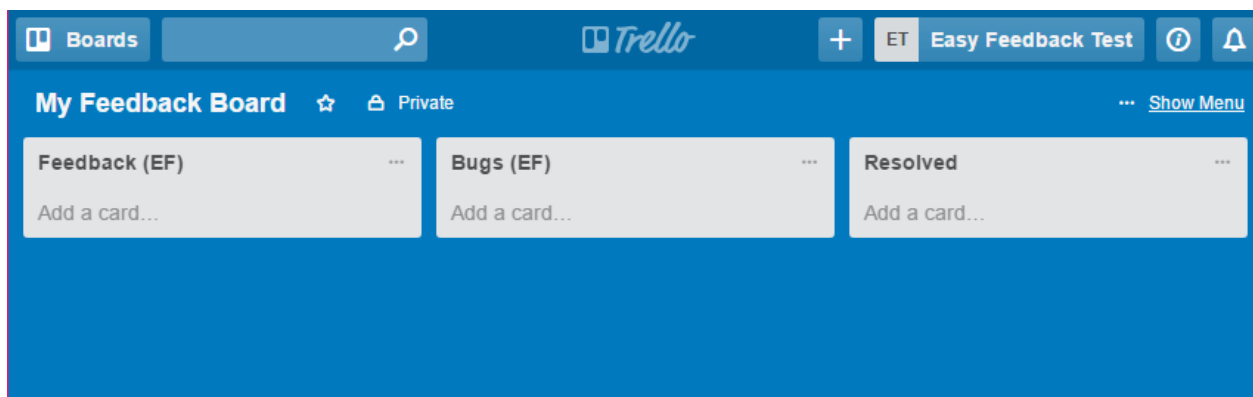 Boards
Trello
ET Easy Feedback Test
My Feedback Board
Private
... Show Menu
Feedback (EF) ...
Add a card...
Bugs (EF) ...
Add a card...
Resolved ...
Add a card...